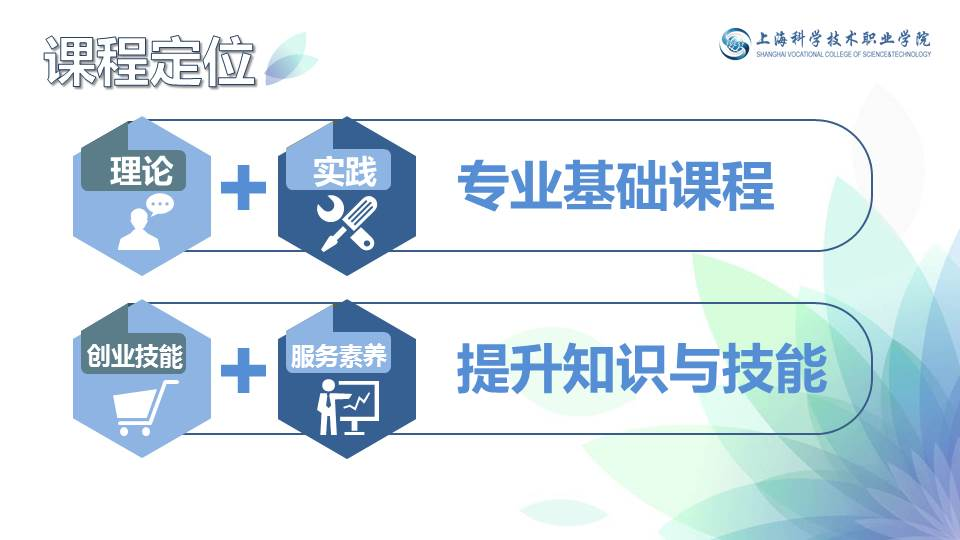 课程定位
上海科学技术职业学院
SHANGHAI VOCATIONAL COLLEGE OF SCIENCE&TECHNOLOGY
理论
实践
专业基础课程
创业技能
服务素养
提升知识与技能